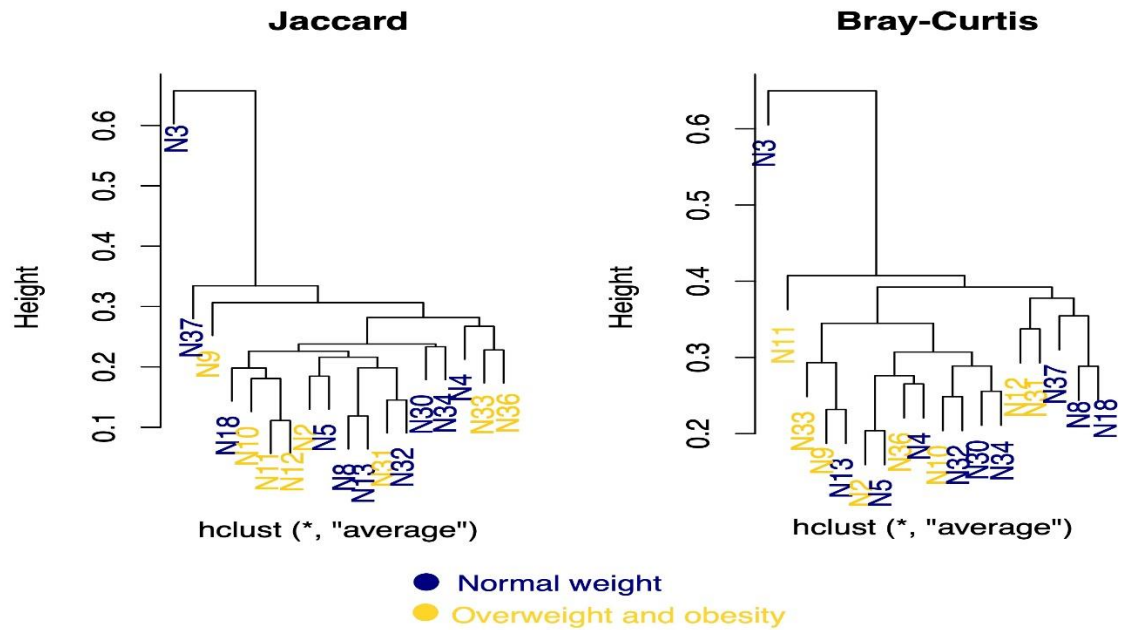 Jaccard
Height
0.6
0.5
0.4
0.3
0.2
0.1
N3
N37
N9
N18
N10
N11
N12
N2
N5
N8
N13
N31
N32
N30
N34
N4
N33
N36
hclust (*, "average")
Bray-Curtis
Height
0.6
0.5
0.4
0.3
0.2
N3
N11
N33
N9
N13
N2
N5
N36
N4
N10
N32
N30
N34
N12
N31
N37
N8
N18
hclust (*, "average")
Normal weight
Overweight and obesity